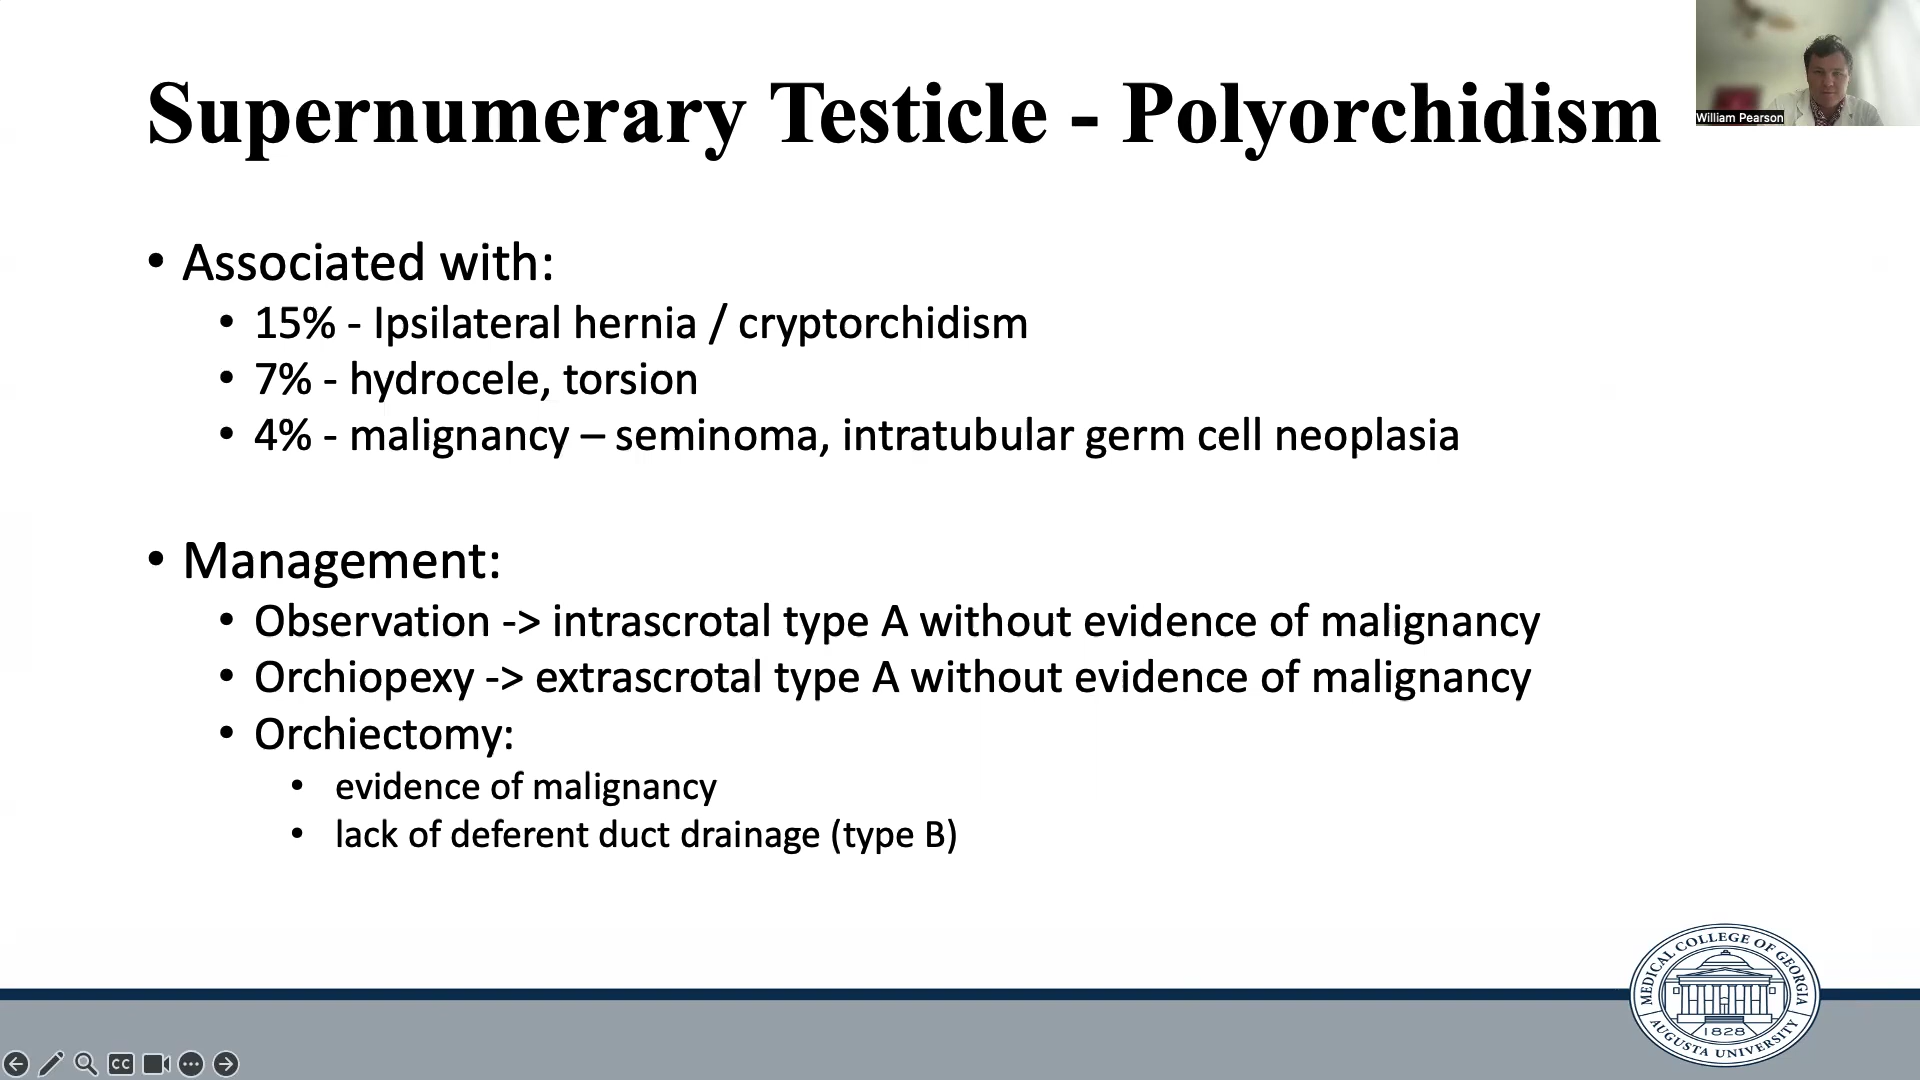 Supernumerary Testicle - Polyorchidism
William Pearson
• Associated with:
• 15% - Ipsilateral hernia / cryptorchidism
• 7% - hydrocele, torsion
• 4% - malignancy – seminoma, intratubular germ cell neoplasia
• Management:
• Observation -> intrascrotal type A without evidence of malignancy
• Orchiopexy -> extrascrotal type A without evidence of malignancy
• Orchiectomy:
• evidence of malignancy
• lack of deferent duct drainage (type B)
MEDICAL COLLEGE OF GEORGIA
1828
AUGUSTA UNIVERSITY
CC